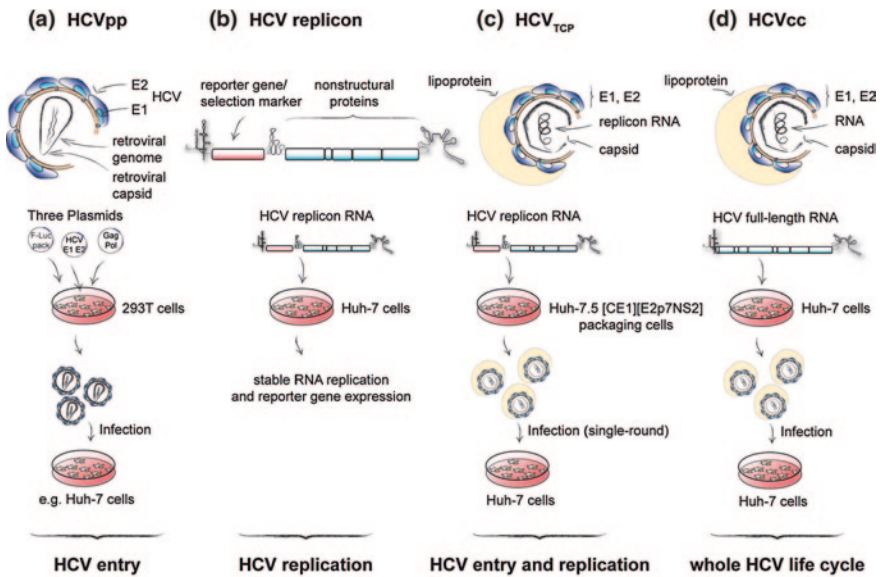 (a) HCVpp
E2
HCV
E1
retroviral
genome
retroviral
capsid
Three Plasmids
F-Luc
pack
HCV
E1 E2
Gag
Pol
293T cells
Infection
e.g. Huh-7 cells
HCV entry
(b) HCV replicon
reporter gene/
selection marker
nonstructural
proteins
HCV replicon RNA
Huh-7 cells
stable RNA replication
and reporter gene expression
HCV replication
(c) HCVTCP
lipoprotein
E1, E2
replicon RNA
capsid
HCV replicon RNA
Huh-7.5 [CE1][E2p7NS2]
packaging cells
Infection (single-round)
Huh-7 cells
HCV entry and replication
(d) HCVcc
lipoprotein
E1, E2
RNA
capsid
HCV full-length RNA
Huh-7 cells
Infection
Huh-7 cells
whole HCV life cycle